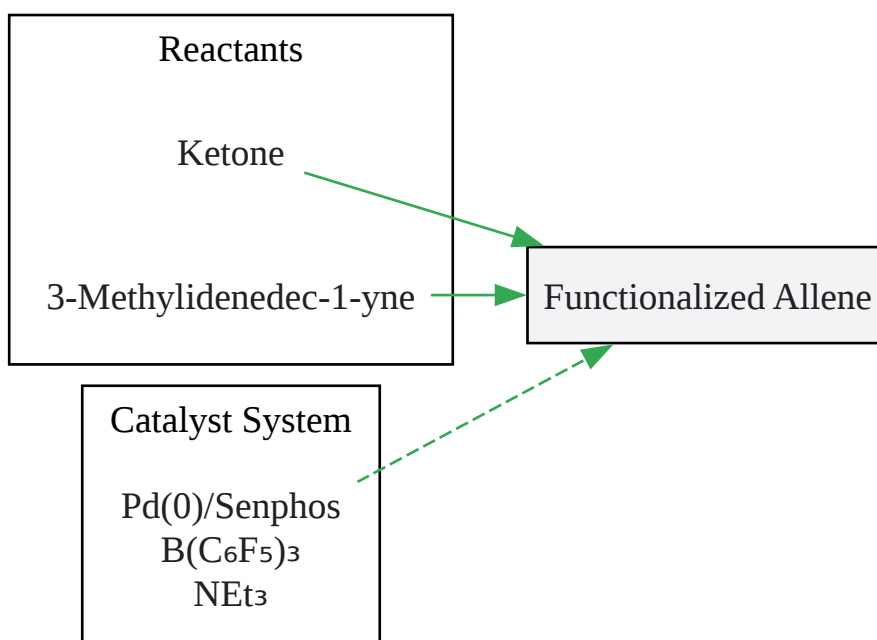 Reactants
Ketone
3-Methylidenedec-1-yne
Functionalized Allene
Catalyst System
Pd(0)/Senphos
B(C₆F₅)₃
NEt₃